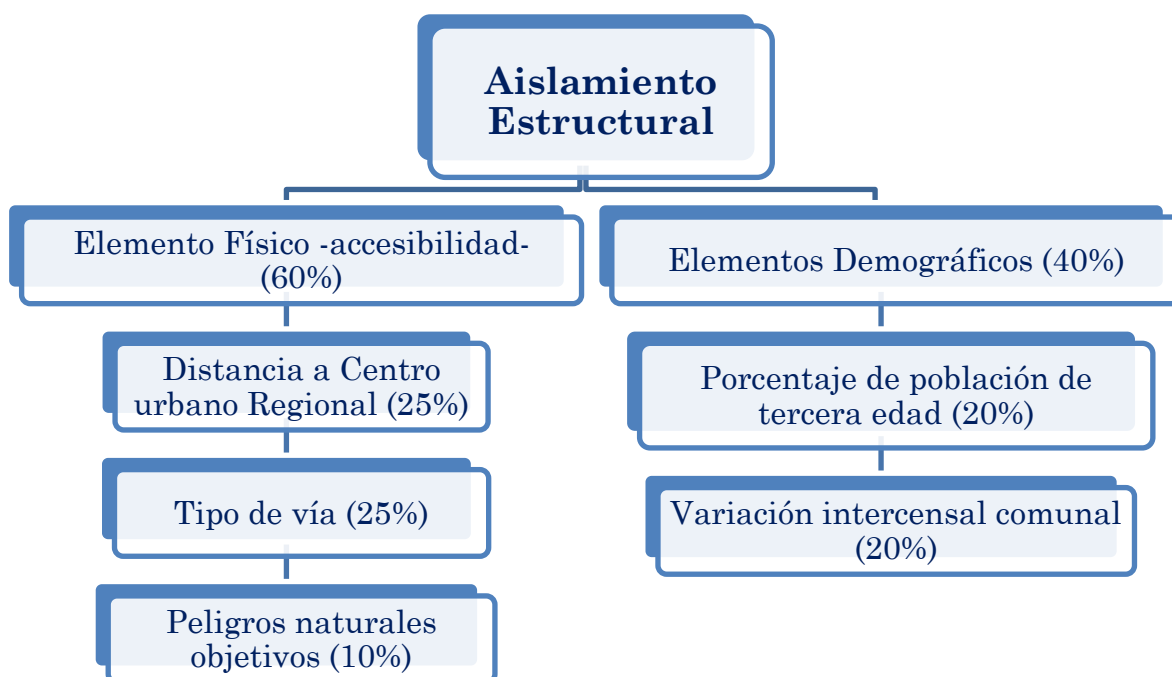 Aislamiento
Estructural
Elemento Físico -accesibilidad-
(60%)
Distancia a Centro
urbano Regional (25%)
Tipo de vía (25%)
Peligros naturales
objetivos (10%)
Elementos Demográficos (40%)
Porcentaje de población de
tercera edad (20%)
Variación intercensal comunal
(20%)